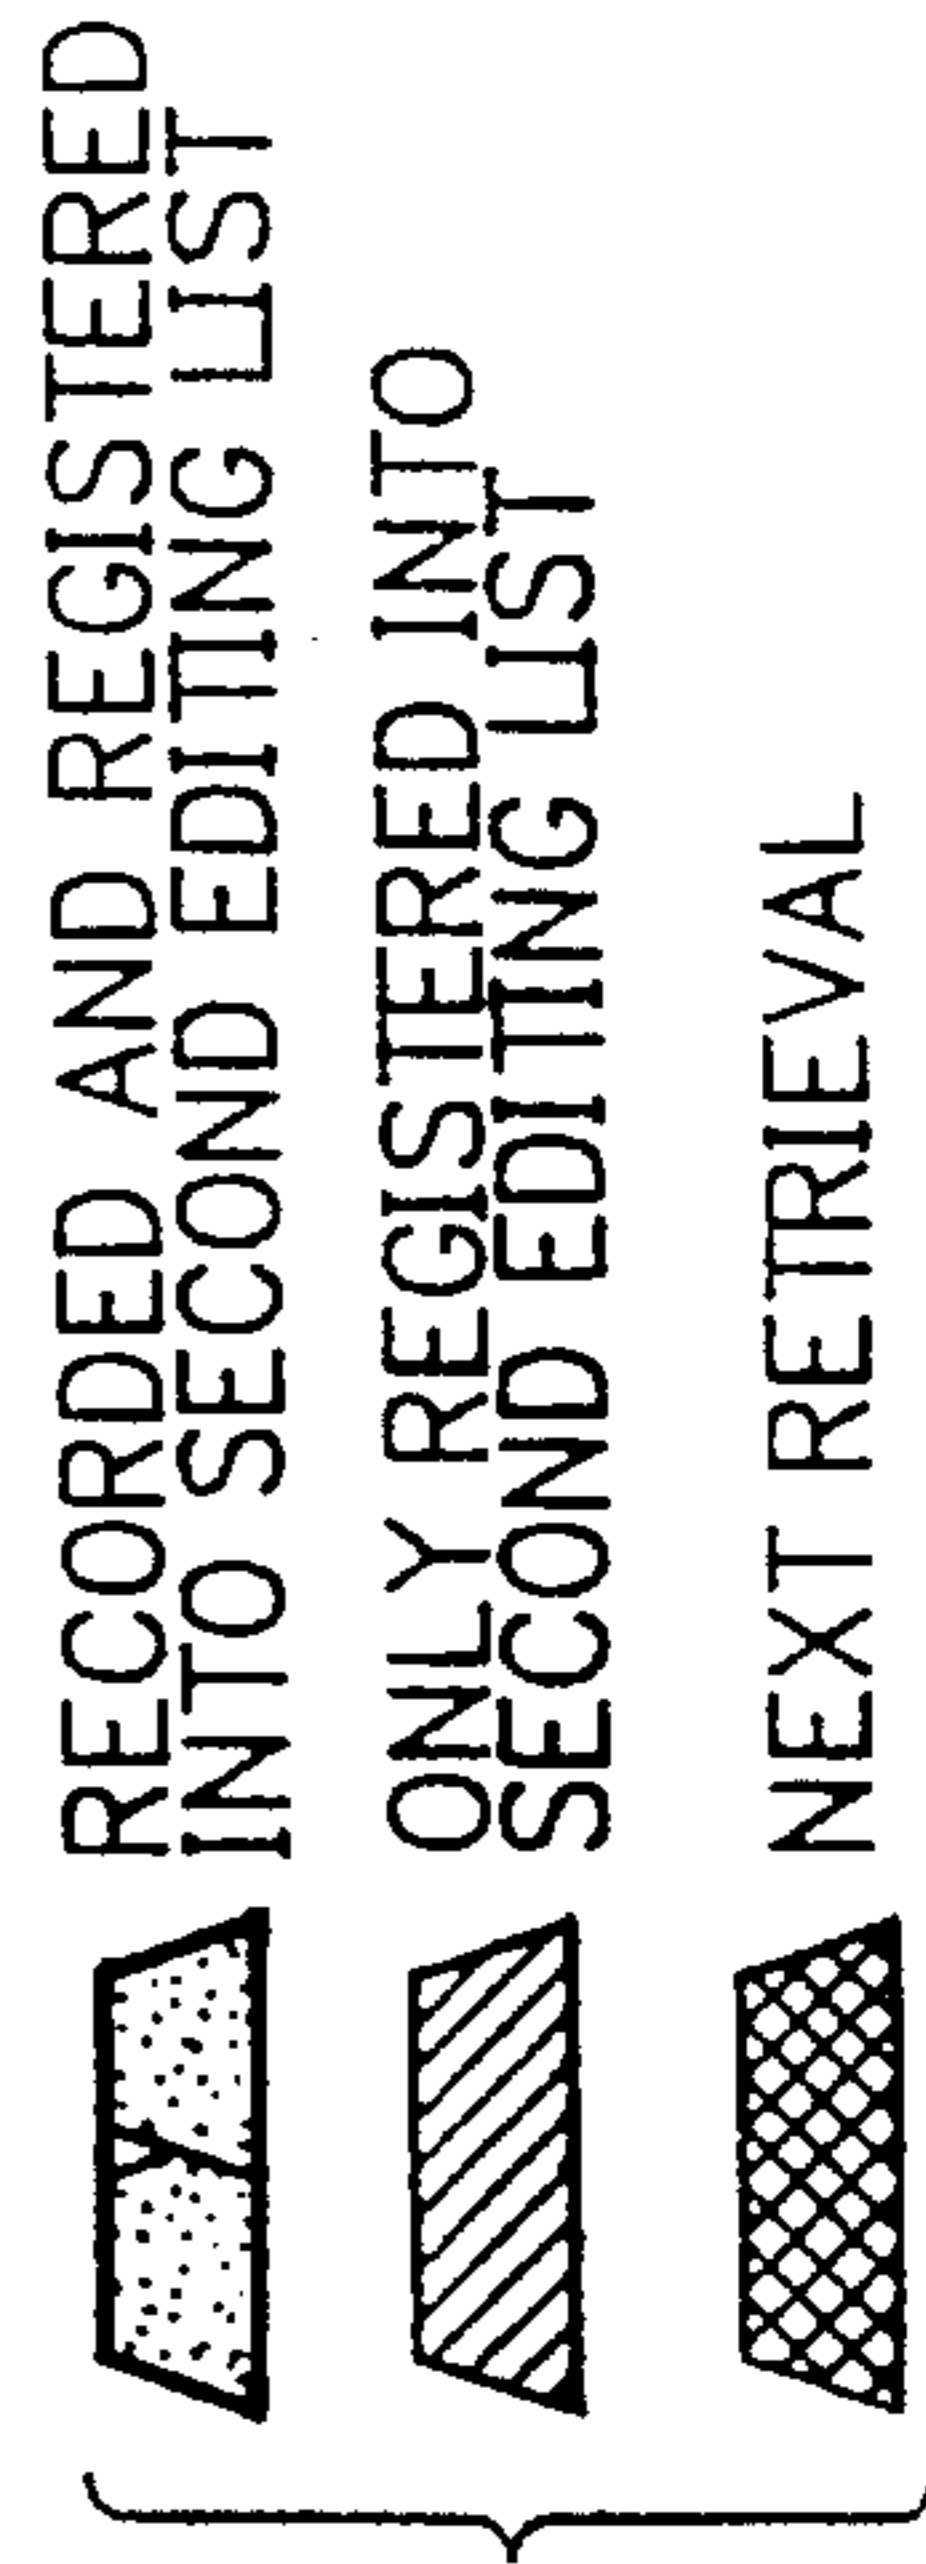 RECORDED AND REGISTERED
INTO SECOND EDITING LIST
ONLY REGISTERED INTO
SECOND EDITING LIST
NEXT RETRIEVAL